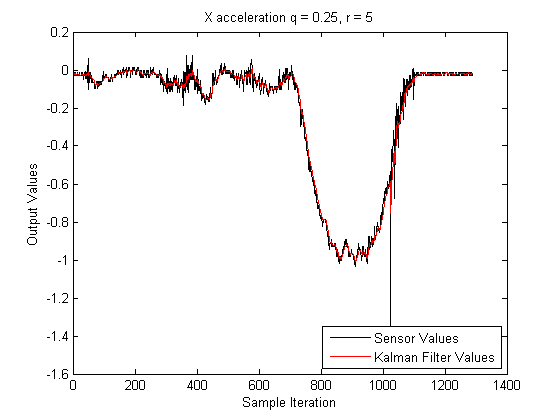 X acceleration q = 0.25, r = 5
0.2
0
-0.2
-0.4
-0.6
-0.8
-1
-1.2
-1.4
-1.6
Output Values
0 200 400 600 800 1000 1200 1400
Sample Iteration
Sensor Values
Kalman Filter Values